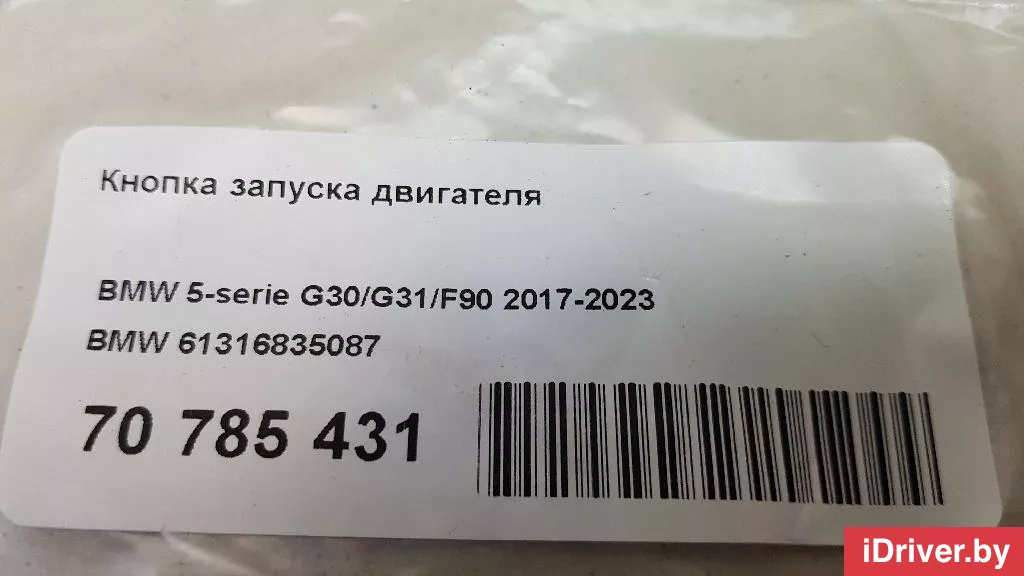 Кнопка запуска двигателя
BMW 5-serie G30/G31/F90 2017-2023
BMW 61316835087
70 785 431
iDriver.by